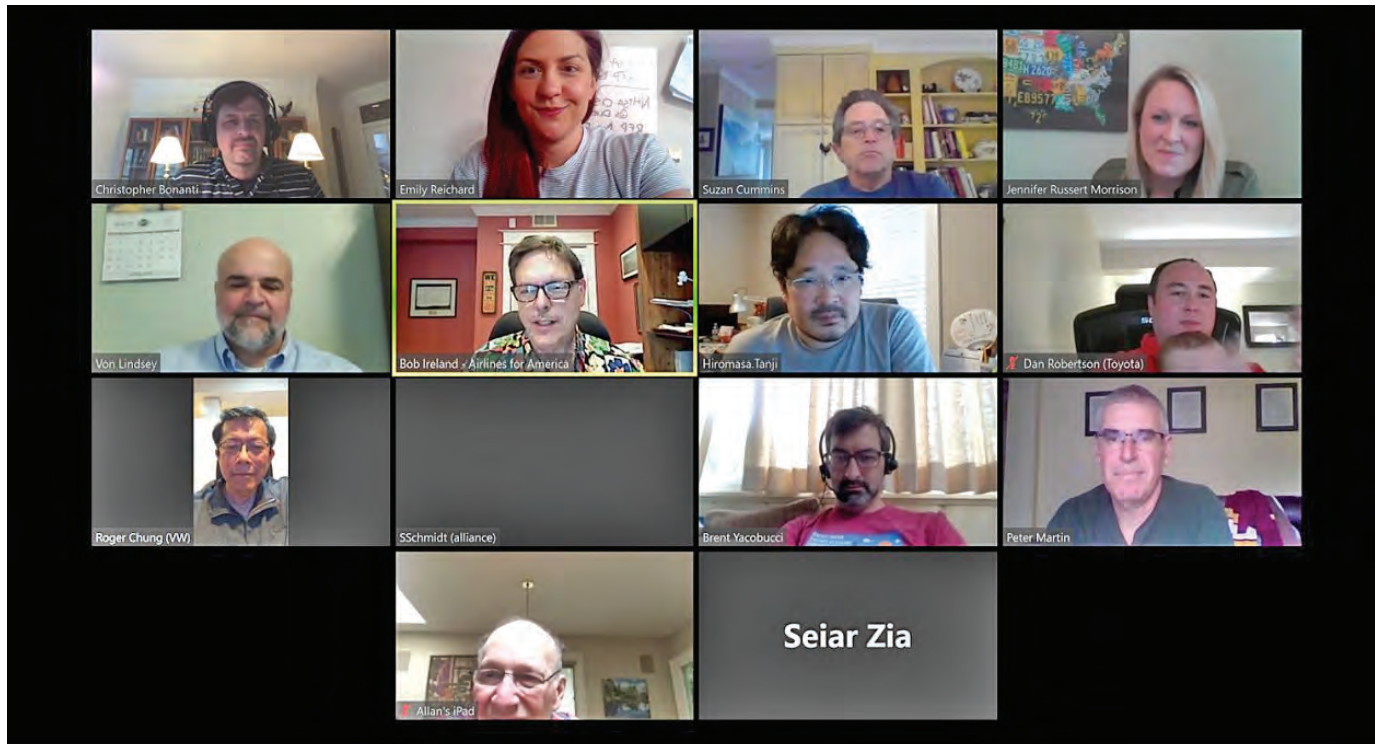 Christopher Bonanti
Emily Reichard
Suzan Cummins
Jennifer Russert Morrison
Von Lindsey
Bob Ireland - Airlines for America
Hiromasa.Tanji
Dan Robertson (Toyota)
Roger Chung (VW)
SSchmidt (alliance)
Brent Yacobucci
Peter Martin
Allan's iPad
Seiar Zia